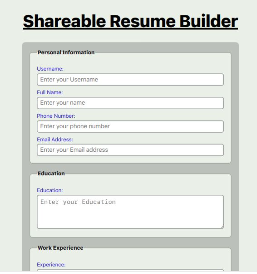 Shareable Resume Builder
Personal Information
Username:
Enter your Username
Full Name:
Enter your name
Phone Number:
Enter your phone number
Email Address:
Enter your Email address
Education
Education:
Enter your Education
Work Experience
Experience: